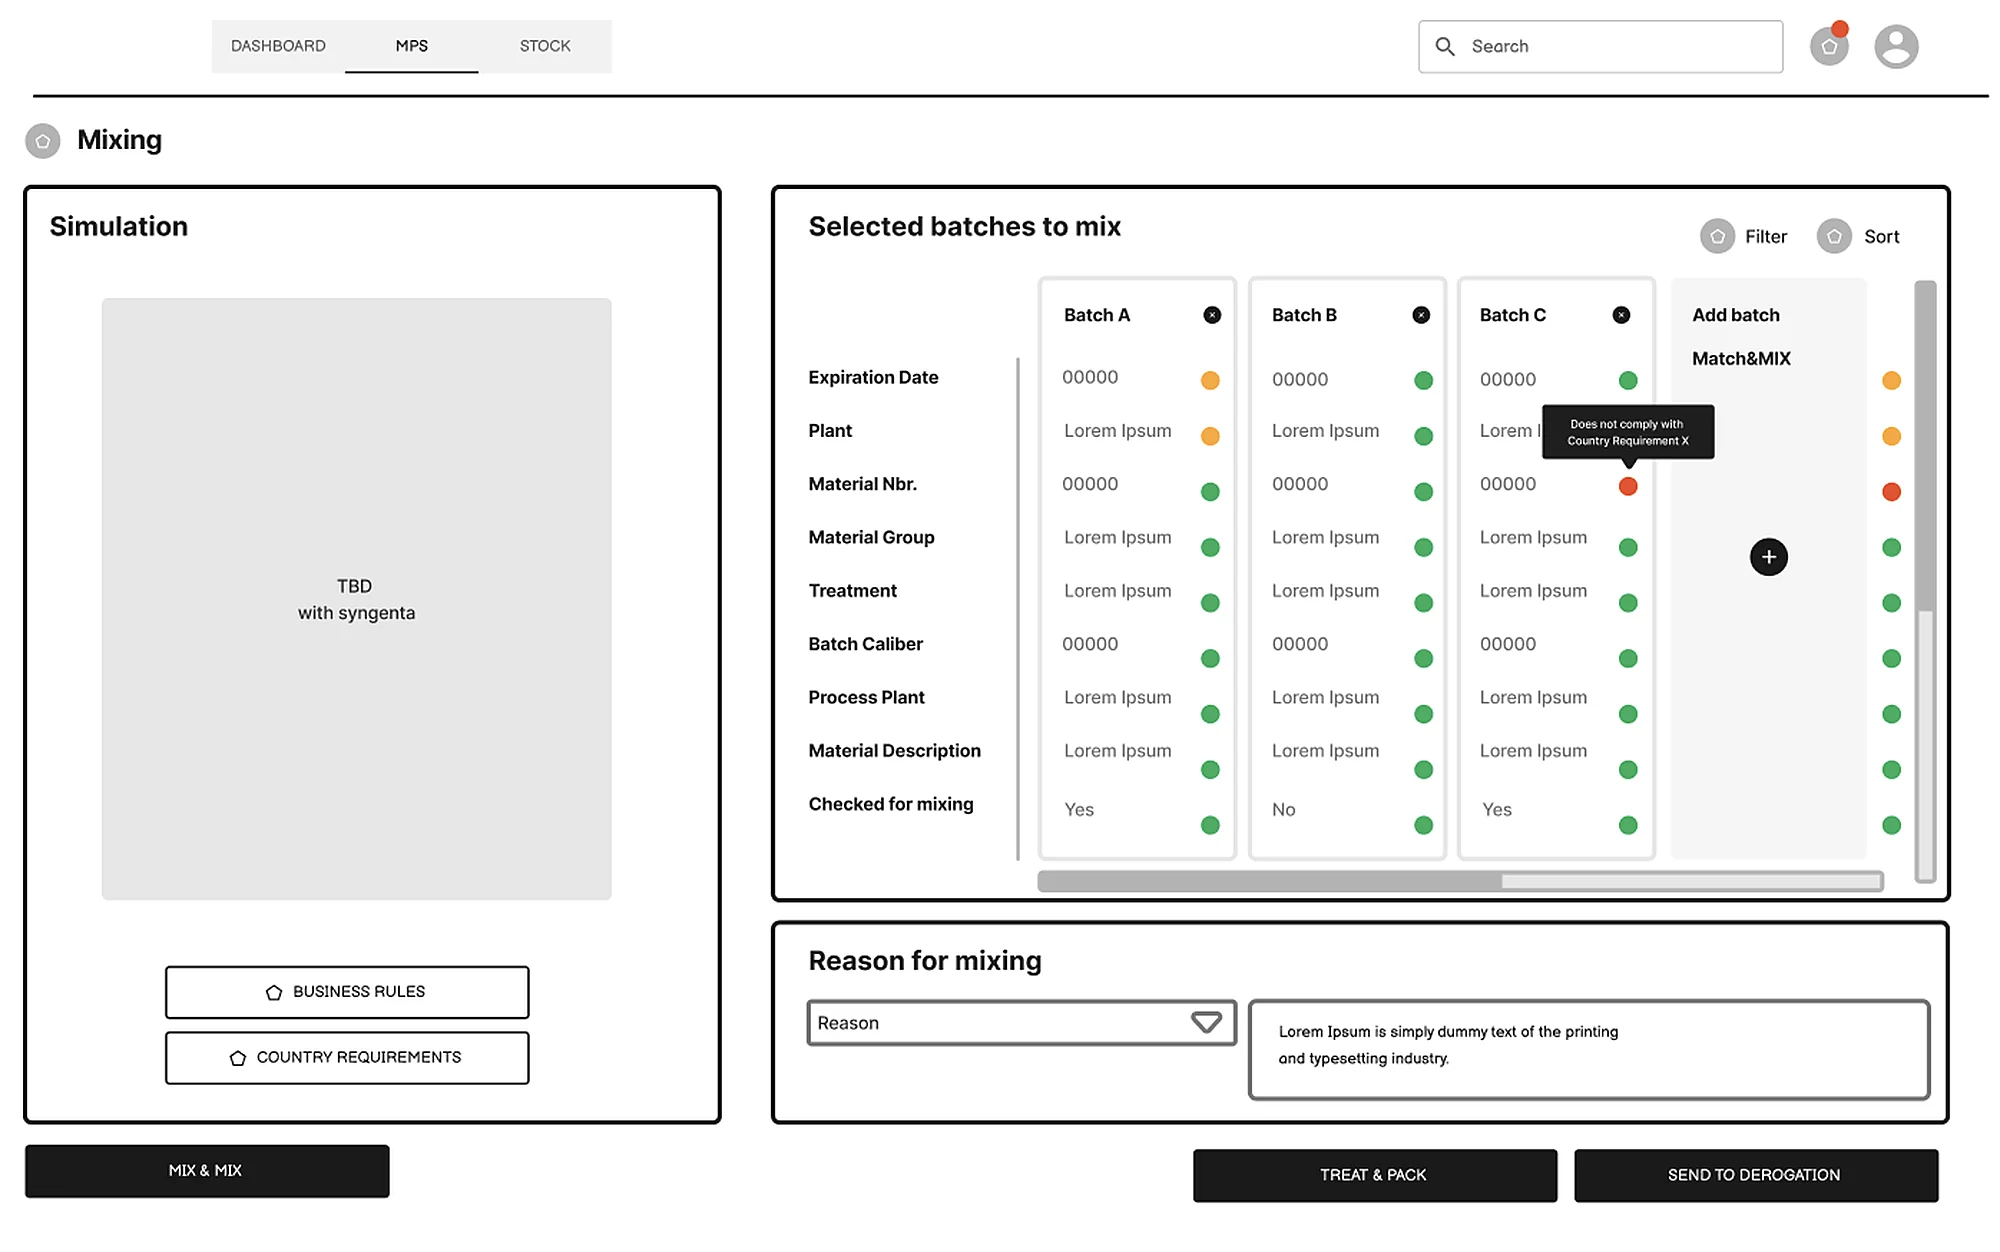 DASHBOARD MPS STOCK Search
Mixing
Simulation
TBD
with syngenta
BUSINESS RULES
COUNTRY REQUIREMENTS
MIX & MIX
Selected batches to mix
Filter Sort
Batch A Batch B Batch C Add batch
Match&MIX
Expiration Date 00000 00000 00000
Plant Lorem Ipsum Lorem Ipsum Lorem I
Does not comply with
Country Requirement X
Material Nbr. 00000 00000 00000
Material Group Lorem Ipsum Lorem Ipsum Lorem Ipsum
Treatment Lorem Ipsum Lorem Ipsum Lorem Ipsum
Batch Caliber 00000 00000 00000
Process Plant Lorem Ipsum Lorem Ipsum Lorem Ipsum
Material Description Lorem Ipsum Lorem Ipsum Lorem Ipsum
Checked for mixing Yes No Yes
Reason for mixing
Reason
Lorem Ipsum is simply dummy text of the printing
and typesetting industry.
TREAT & PACK
SEND TO DEROGATION